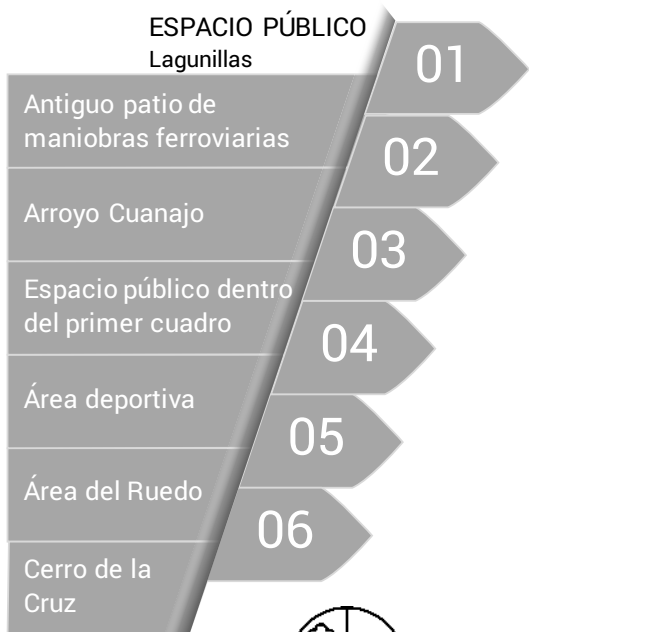 ESPACIO PÚBLICO
Lagunillas
01
Antiguo patio de
maniobras ferroviarias
02
Arroyo Cuanajo
03
Espacio público dentro
del primer cuadro
04
Área deportiva
05
Área del Ruedo
06
Cerro de la
Cruz